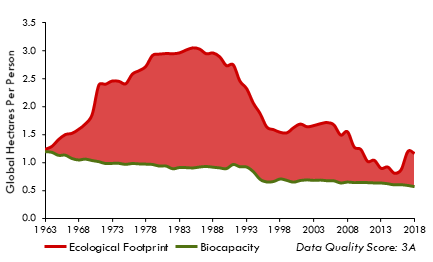 Global Hectares Per Person
3.5
3.0
2.5
2.0
1.5
1.0
0.5
0.0
1963 1968 1973 1978 1983 1988 1993 1998 2003 2008 2013 2018
Ecological Footprint Biocapacity Data Quality Score: 3A